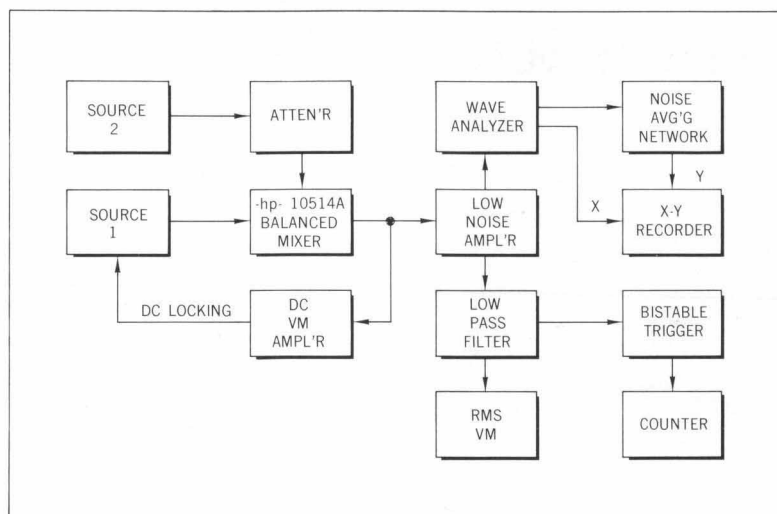 SOURCE
2
ATTEN'R
WAVE
ANALYZER
NOISE
AVG'G
NETWORK
Y
SOURCE
1
-hp- 10514A
BALANCED
MIXER
LOW
NOISE
AMPL'R
X
X-Y
RECORDER
DC LOCKING
DC
VM
AMPL'R
LOW
PASS
FILTER
BISTABLE
TRIGGER
RMS
VM
COUNTER